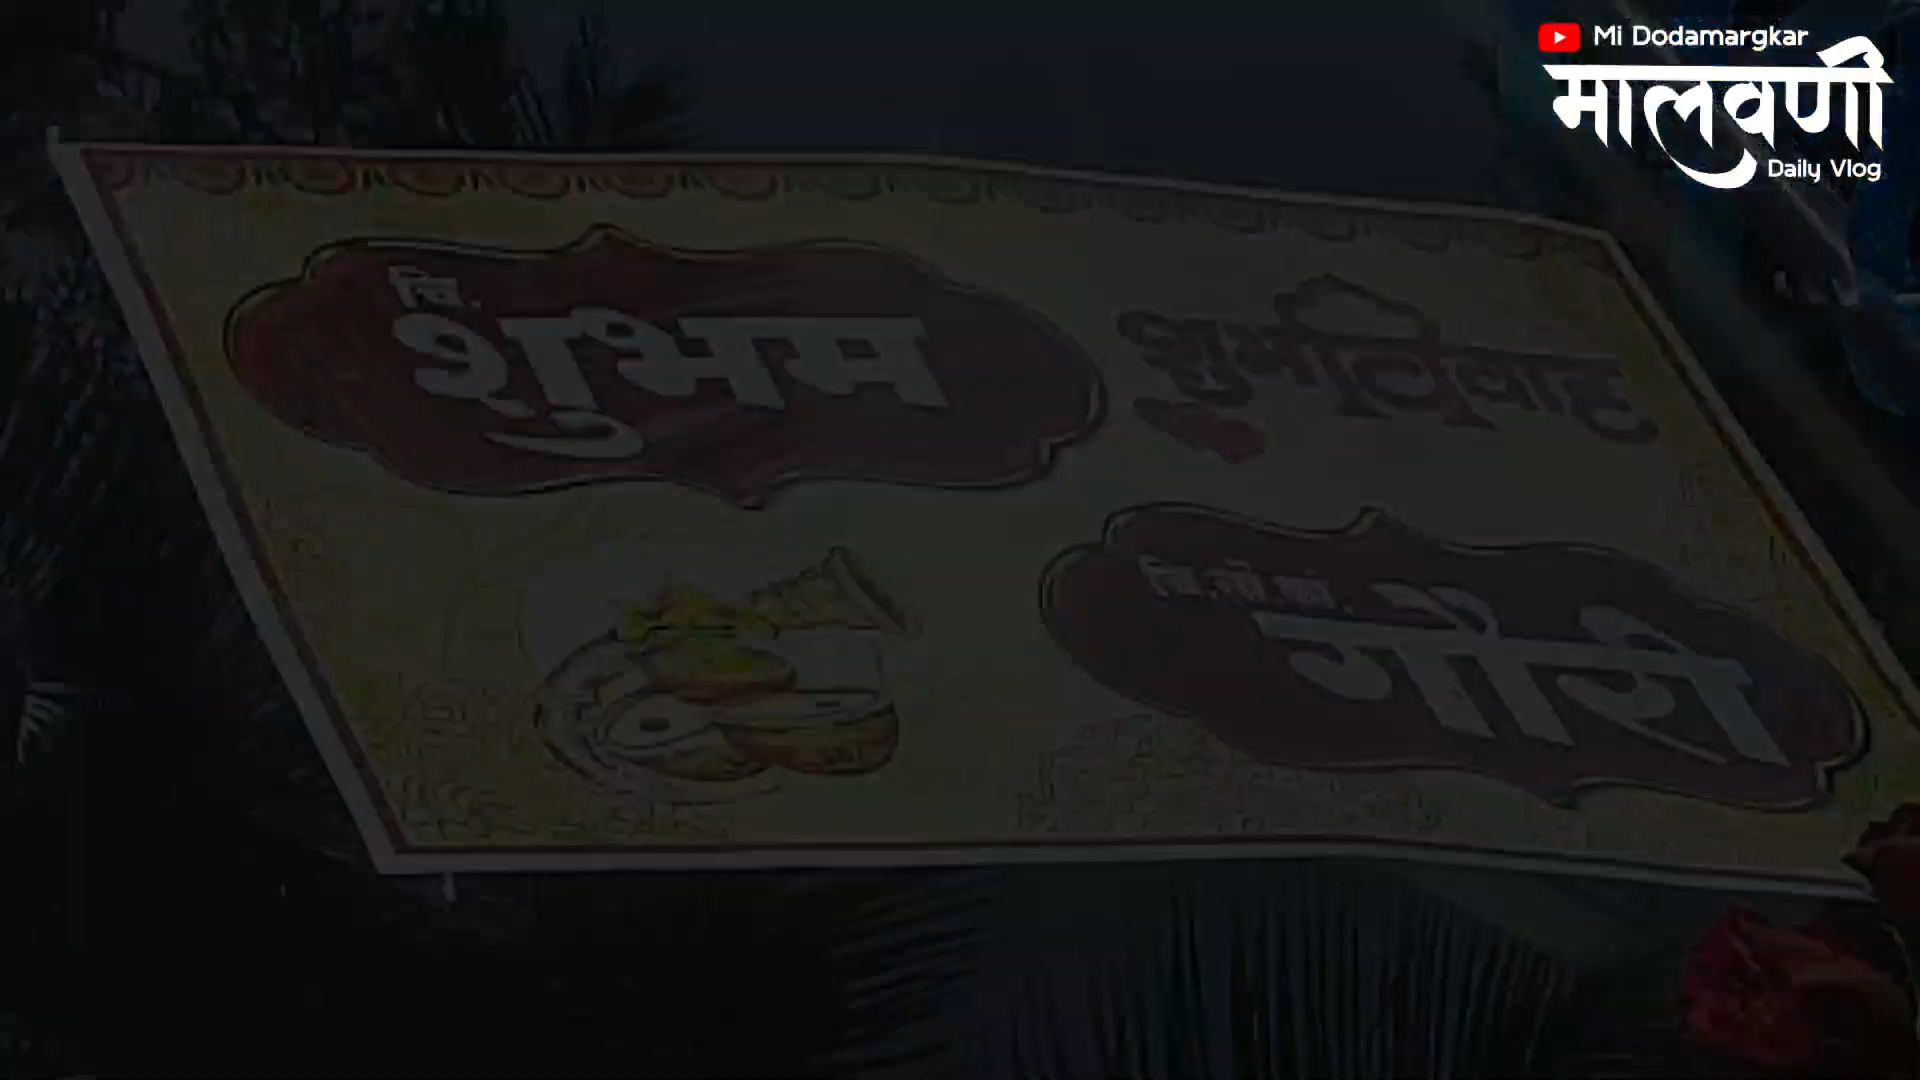 Mi Dodamargkar
मालवणी
Daily Vlog
चि.
शुभम
शुभविवाह
चि.सौ.कां.
गौरी